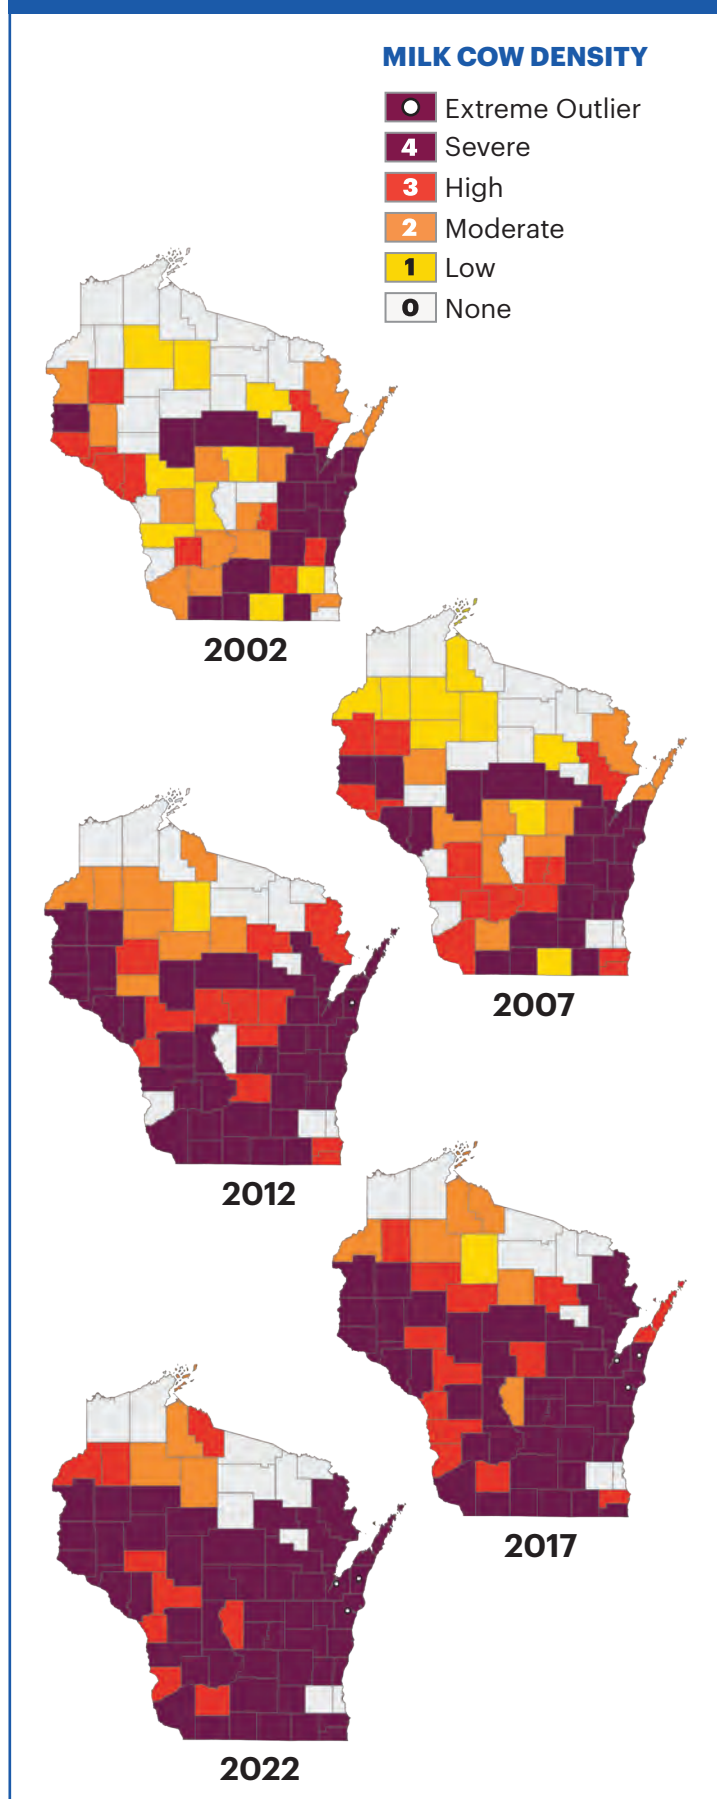 MILK COW DENSITY
Extreme Outlier
4 Severe
3 High
2 Moderate
1 Low
0 None
2002
2007
2012
2017
2022